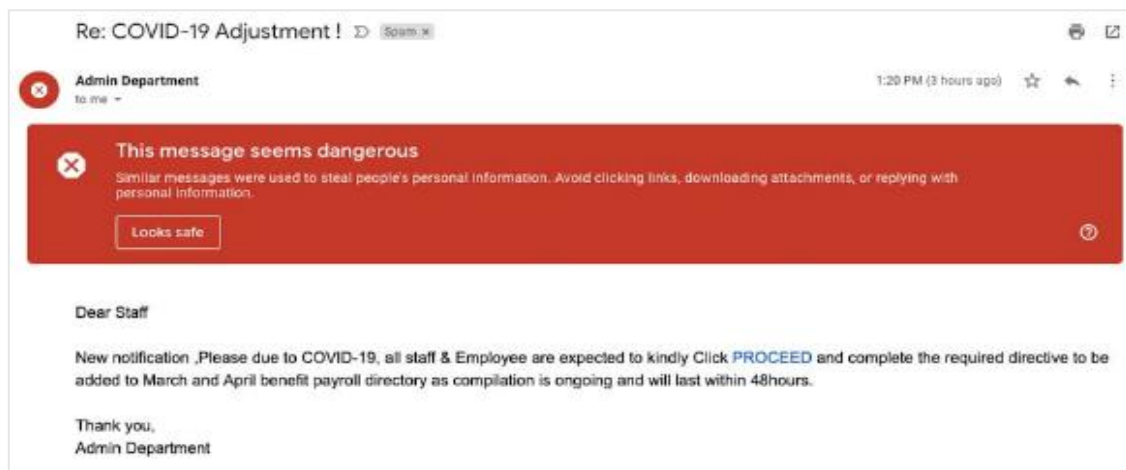 Re: COVID-19 Adjustment ! Spam ×
Admin Department
1:20 PM (3 hours ago)
to me
This message seems dangerous
Similar messages were used to steal people's personal information. Avoid clicking links, downloading attachments, or replying with
personal information.
Looks safe
Dear Staff
New notification ,Please due to COVID-19, all staff & Employee are expected to kindly Click PROCEED and complete the required directive to be
added to March and April benefit payroll directory as compilation is ongoing and will last within 48hours.
Thank you,
Admin Department